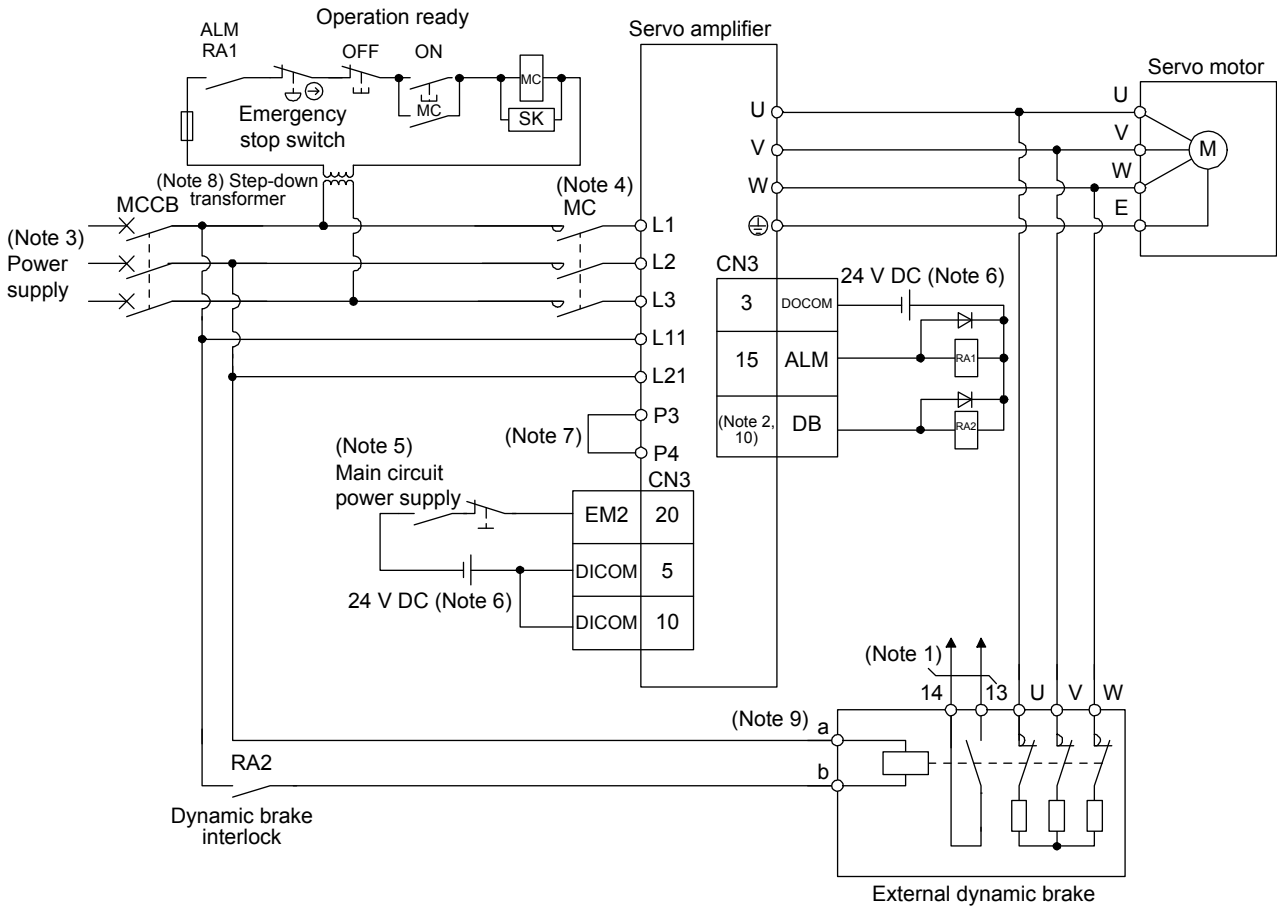 Operation ready
Servo amplifier
ALM
RA1
OFF
ON
MC
SK
MC
Emergency
stop switch
Servo motor
U
V
W
U
V
W
E
M
(Note 8) Step-down
transformer
(Note 4)
MC
MCCB
(Note 3)
Power
supply
L1
L2
L3
L11
L21
P3
P4
(Note 7)
CN3
24 V DC (Note 6)
3 DOCOM
15 ALM
RA1
(Note 2,
10)
DB
RA2
(Note 5)
Main circuit
power supply
CN3
EM2 20
DICOM 5
DICOM 10
24 V DC (Note 6)
(Note 1)
14 13 U V W
(Note 9) a
b
RA2
Dynamic brake
interlock
External dynamic brake